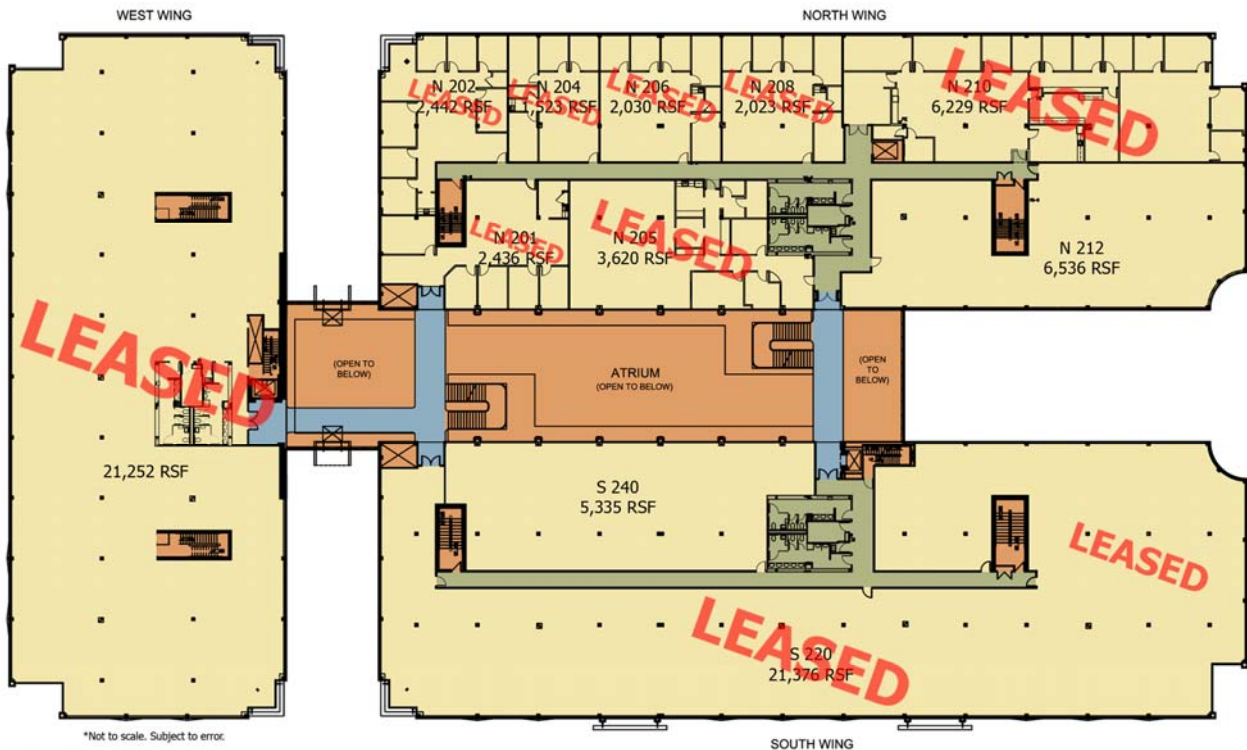 WEST WING
NORTH WING
LEASED
N 202
2,442 RSF
LEASED
N 204
1,523 RSF
LEASED
N 206
2,030 RSF
LEASED
N 208
2,023 RSF
LEASED
N 210
6,229 RSF
LEASED
N 201
2,436 RSF
LEASED
N 205
3,620 RSF
LEASED
N 212
6,536 RSF
LEASED
21,252 RSF
(OPEN TO
BELOW)
ATRIUM
(OPEN TO BELOW)
(OPEN
TO
BELOW)
S 240
5,335 RSF
LEASED
LEASED
S 220
21,376 RSF
*Not to scale. Subject to error.
SOUTH WING